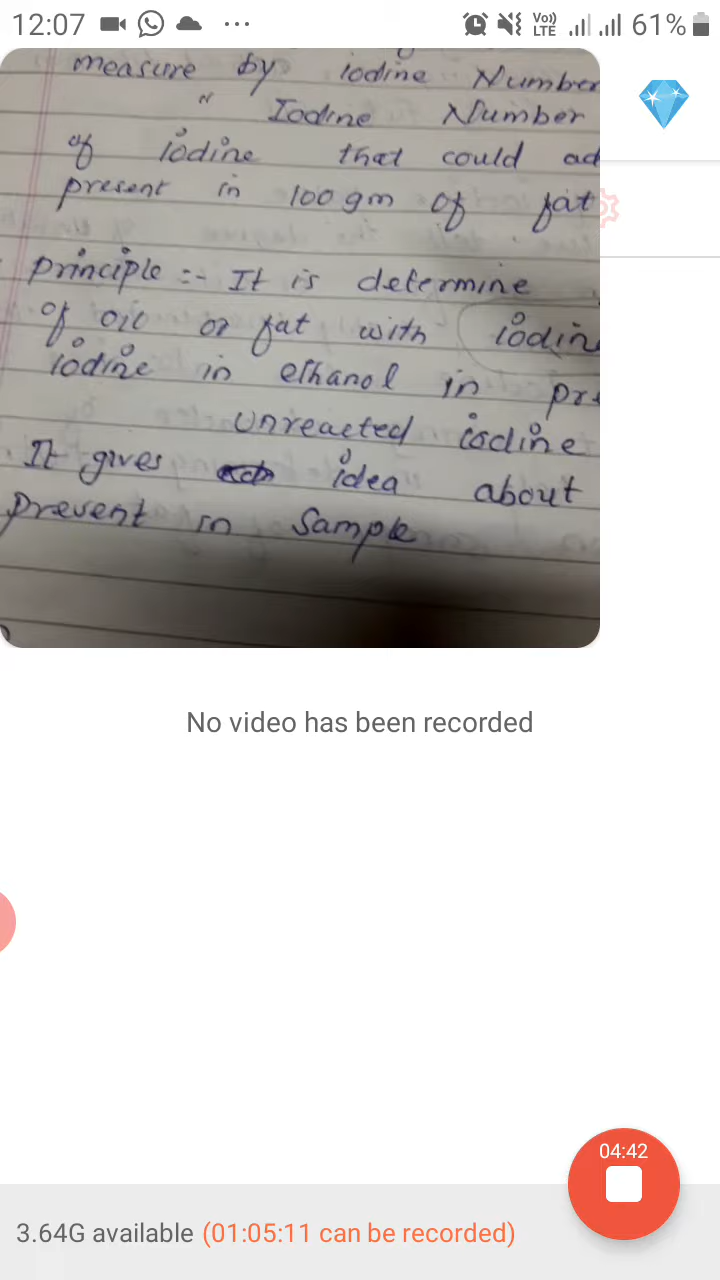 12:07 ... Vo)) LTE 61%
measure by iodine Number
" Iodine Number
of iodine that could ad
present in 100 gm of fat
principle :- It is determine
of oil or fat with iodin
iodine in ethanol in pre
Unreacted iodine
It gives idea about
present in Sample
No video has been recorded
04:42
3.64G available (01:05:11 can be recorded)